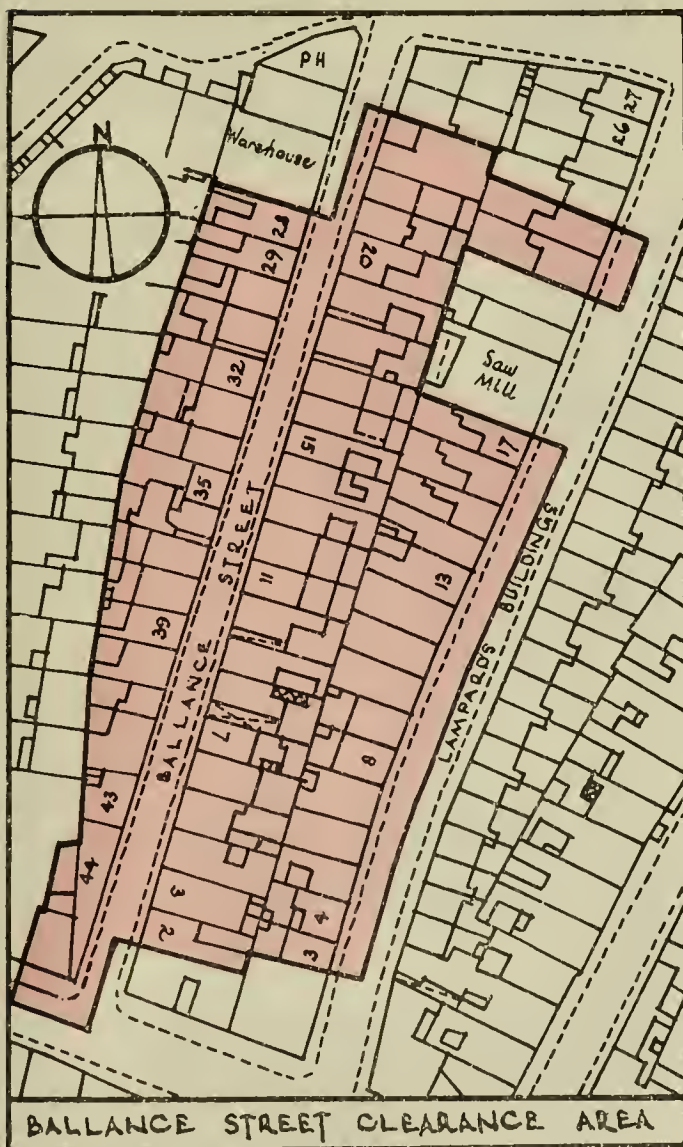 PH
27
26
Warehouse
N
28
29
20
32
Saw
Mill
17
15
35
13
11
39
BALLANCE STREET
LAMPARDS BUILDINGS
7
8
43
44
3
4
2
3
BALLANCE STREET CLEARANCE AREA